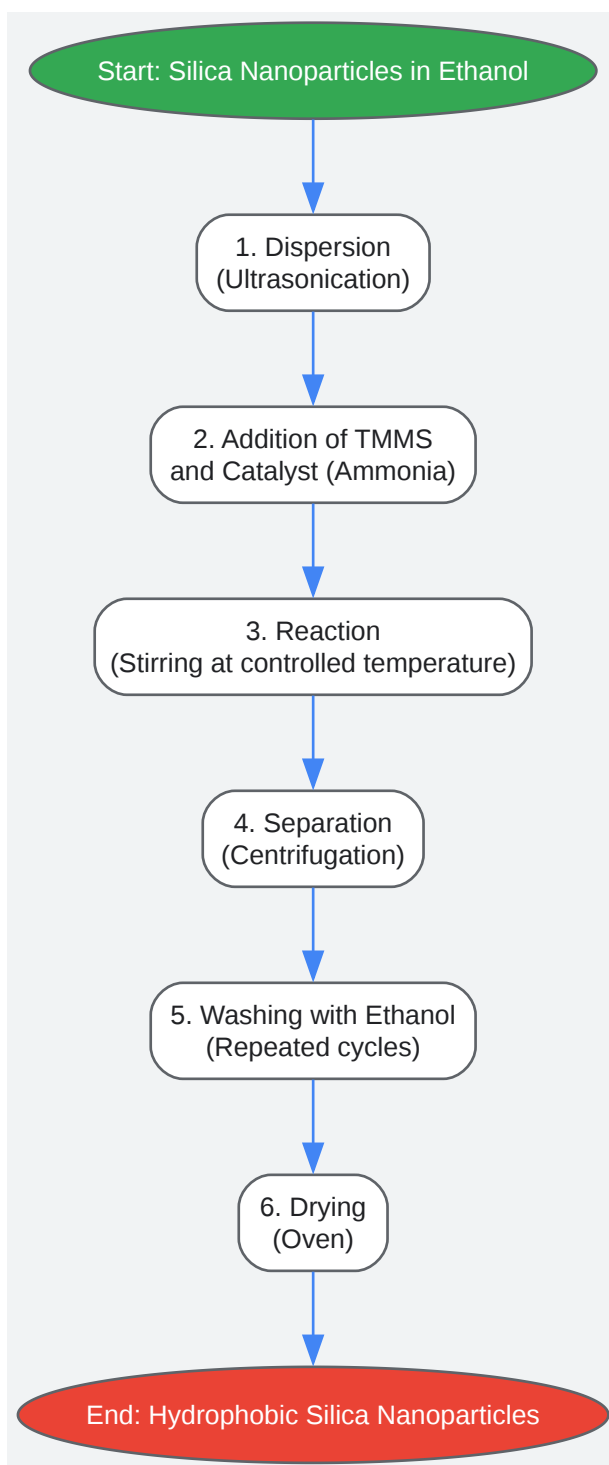 Start: Silica Nanoparticles in Ethanol
1. Dispersion
(Ultrasonication)
2. Addition of TMMS
and Catalyst (Ammonia)
3. Reaction
(Stirring at controlled temperature)
4. Separation
(Centrifugation)
5. Washing with Ethanol
(Repeated cycles)
6. Drying
(Oven)
End: Hydrophobic Silica Nanoparticles